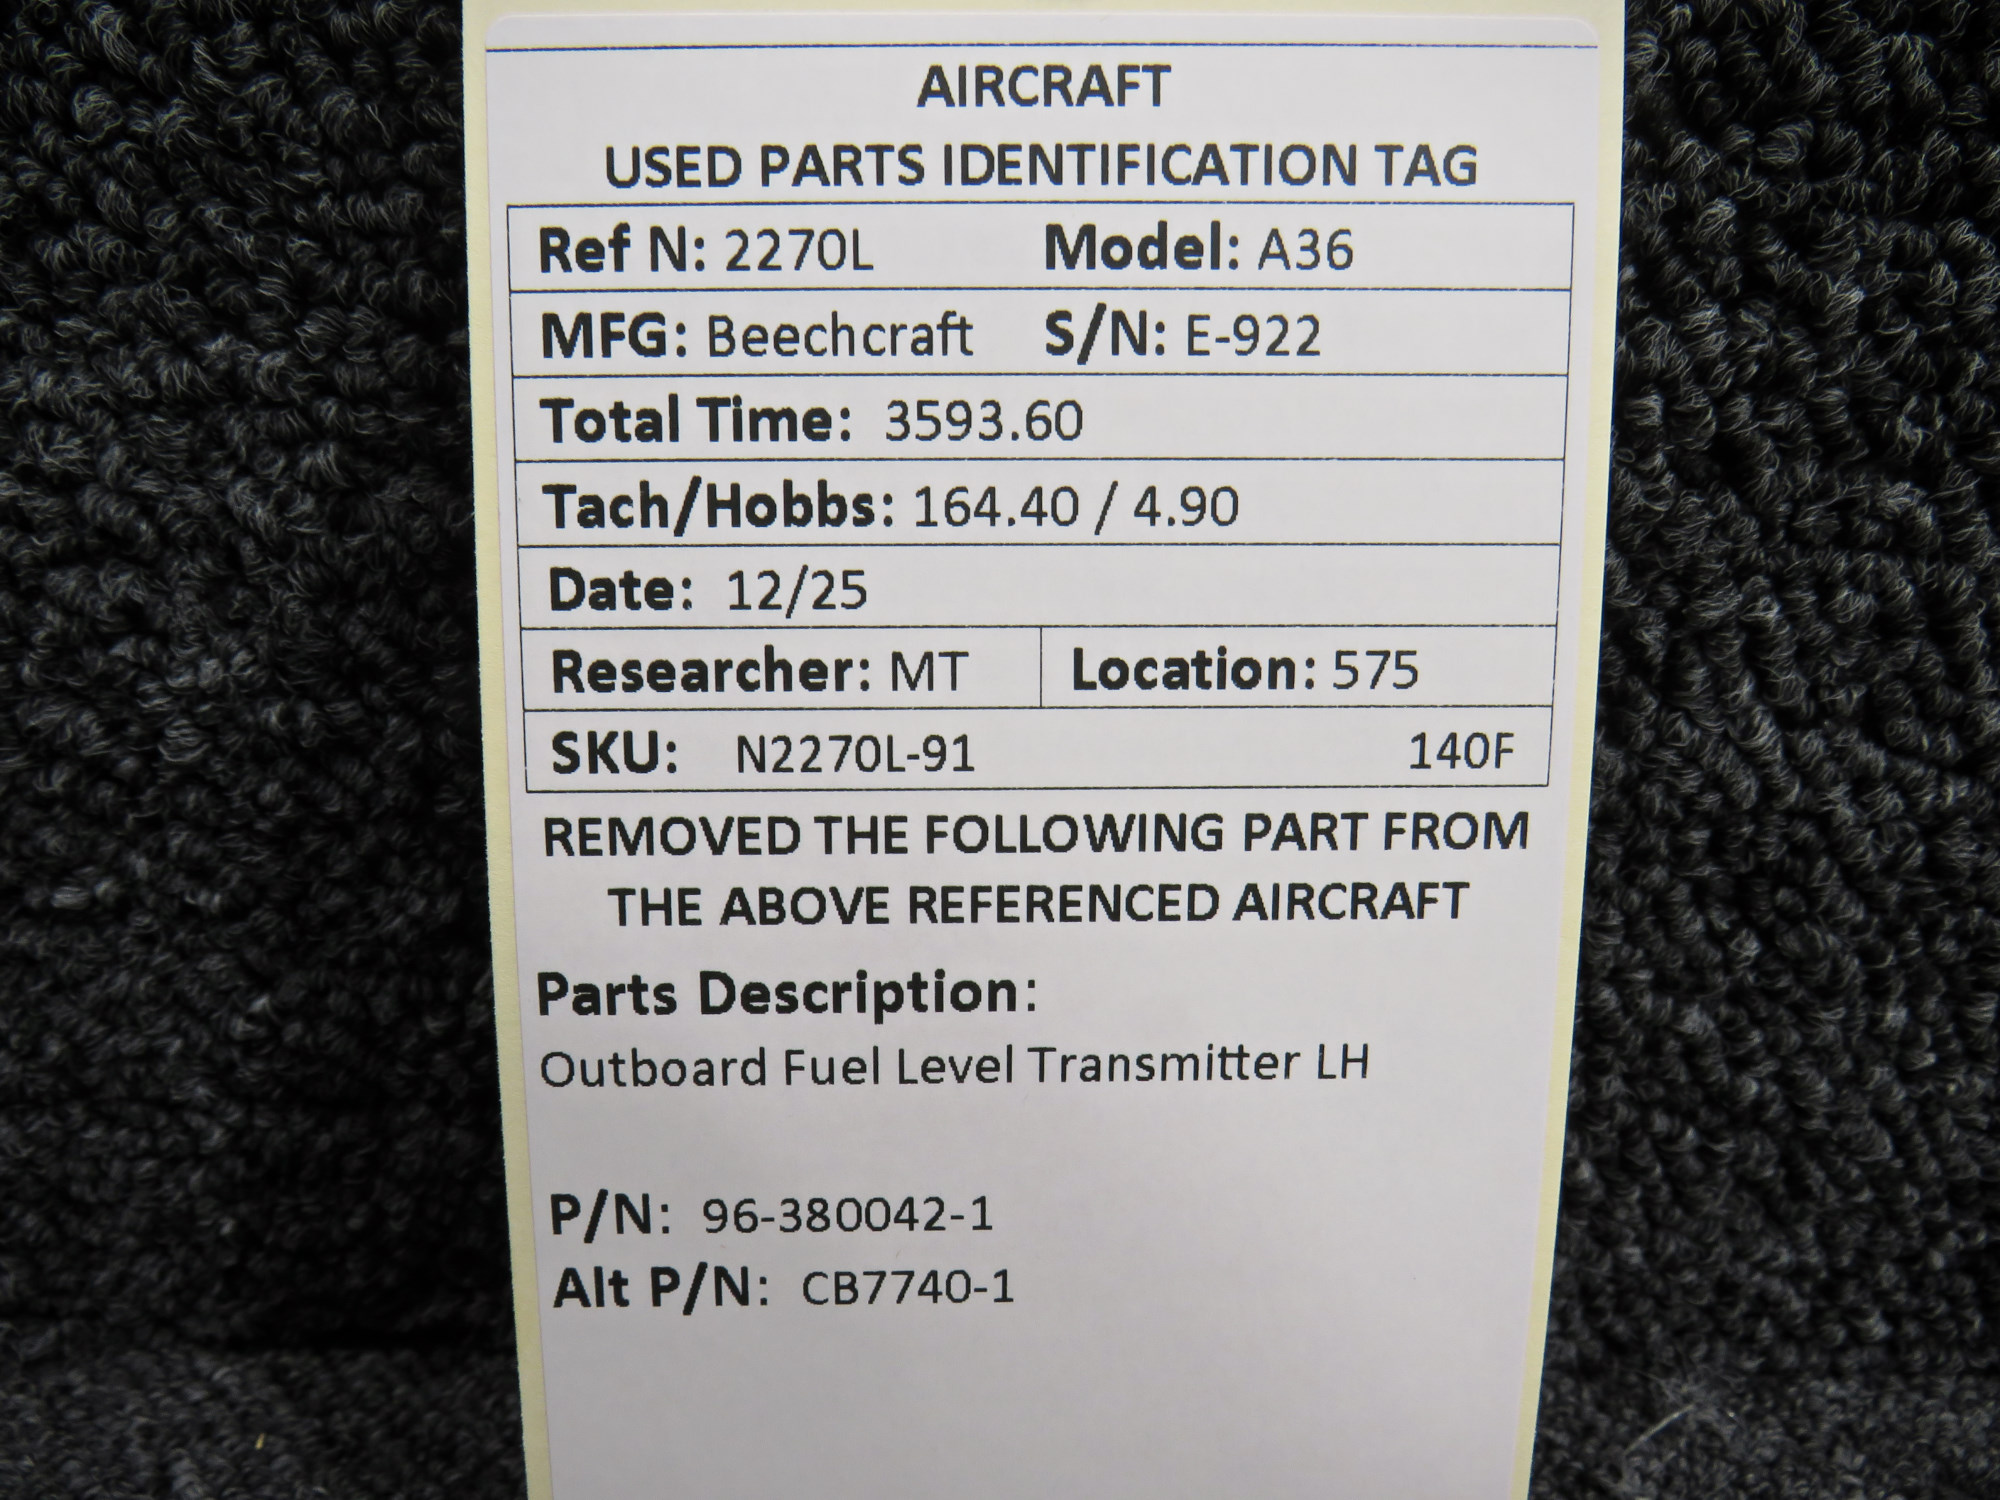 AIRCRAFT
USED PARTS IDENTIFICATION TAG
Ref N: 2270L Model: A36
MFG: Beechcraft S/N: E-922
Total Time: 3593.60
Tach/Hobbs: 164.40 / 4.90
Date: 12/25
Researcher: MT Location: 575
SKU: N2270L-91 140F
REMOVED THE FOLLOWING PART FROM
THE ABOVE REFERENCED AIRCRAFT
Parts Description:
Outboard Fuel Level Transmitter LH
P/N: 96-380042-1
Alt P/N: CB7740-1